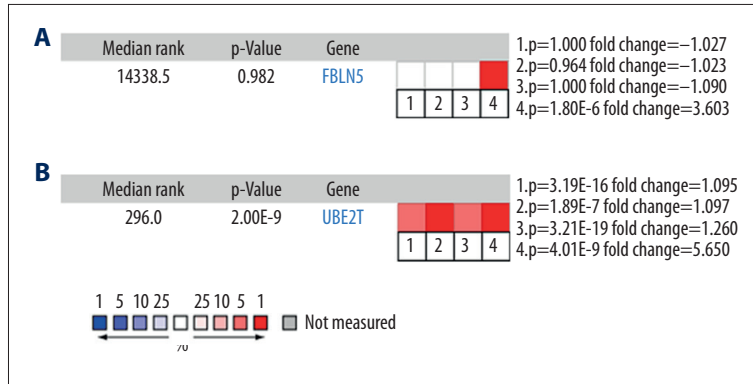 A
Median rank p-Value Gene
14338.5 0.982 FBLN5
1 2 3 4
1.p=1.000 fold change=–1.027
2.p=0.964 fold change=–1.023
3.p=1.000 fold change=–1.090
4.p=1.80E-6 fold change=3.603
B
Median rank p-Value Gene
296.0 2.00E-9 UBE2T
1 2 3 4
1.p=3.19E-16 fold change=1.095
2.p=1.89E-7 fold change=1.097
3.p=3.21E-19 fold change=1.260
4.p=4.01E-9 fold change=5.650
1 5 10 25 25 10 5 1
Not measured
%